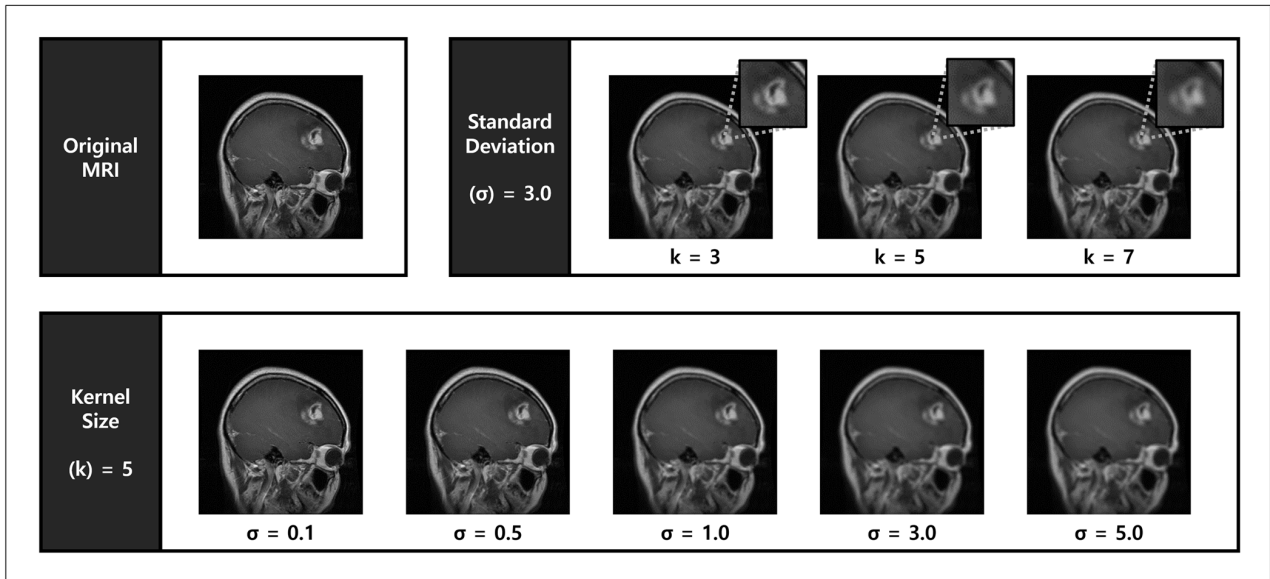 Original
MRI
Standard
Deviation
(σ) = 3.0
k = 3
k = 5
k = 7
Kernel
Size
(k) = 5
σ = 0.1
σ = 0.5
σ = 1.0
σ = 3.0
σ = 5.0